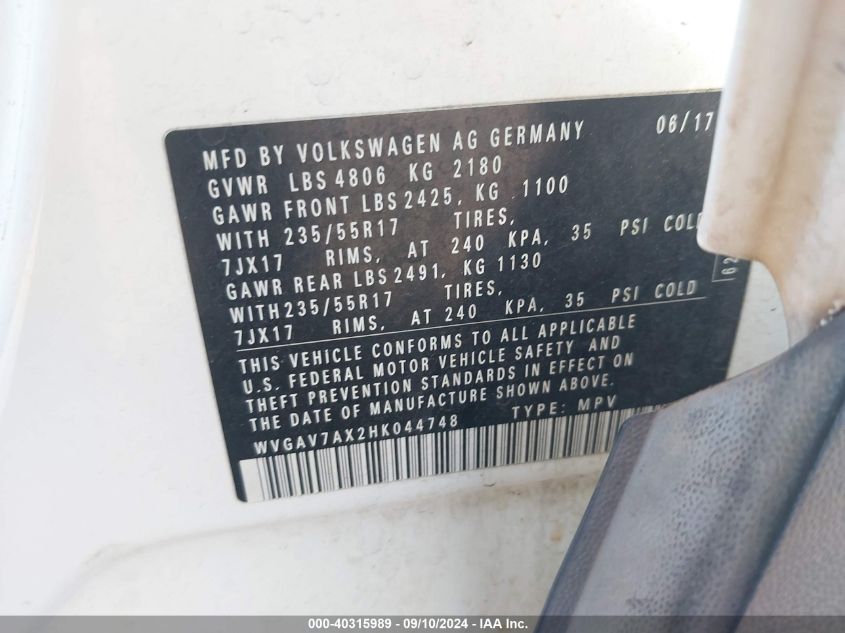 MFD BY VOLKSWAGEN AG GERMANY 06/17
GVWR LBS 4806 KG 2180
GAWR FRONT LBS 2425, KG 1100
WITH 235/55R17 TIRES,
7JX17 RIMS, AT 240 KPA, 35 PSI COLD
GAWR REAR LBS 2491, KG 1130
WITH 235/55R17 TIRES,
7JX17 RIMS, AT 240 KPA, 35 PSI COLD
THIS VEHICLE CONFORMS TO ALL APPLICABLE
U.S. FEDERAL MOTOR VEHICLE SAFETY AND
THEFT PREVENTION STANDARDS IN EFFECT ON
THE DATE OF MANUFACTURE SHOWN ABOVE.
WVGAV7AX2HK044748 TYPE: MPV
000-40315989 - 09/10/2024 - IAA Inc.